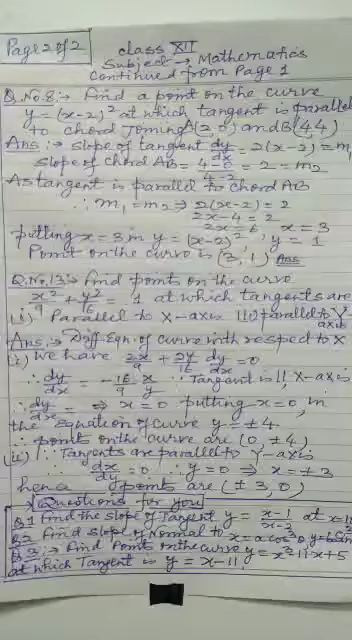 Page 2 of 2
Class XII
Subject → Mathematics
Continued from Page 1
Q.No.8:→ Find a point on the curve
y = (x-2)² at which tangent is parallel
to chord Joining A(2,0) and B(4,4)
Ans:→ slope of tangent dy/dx = 2(x-2) = m₁
slope of chord AB = 4-0/4-2 = 2 = m₂
As tangent is parallel to chord AB
∴ m₁ = m₂ ⇒ 2(x-2) = 2
2x-4 = 2
2x = 6, x = 3
putting x = 3 in y = (x-2)², y = 1
Point on the curve is (3,1) Ans
Q.No.13:→ Find points on the curve
x²/9 + y²/16 = 1 at which tangents are
(i) Parallel to X-axis (ii) parallel to Y-axis
Ans:→ Diff Eqn. of curve with respect to X
(i) we have 2x/9 + 2y/16 dy/dx = 0
∴ dy/dx = -16/9 x/y ∵ Tangent is || X-axis
∴ dy/dx = ⇒ x = 0 putting x = 0, in
the equation of curve y = ±4
∴ points on the curve are (0, ±4)
(ii) ∵ Tangents are parallel to Y-axis
∴ dx/dy = 0 ∴ y = 0 ⇒ x = ±3
hence points are (±3, 0)
→ Questions for you
Q.1 find the slope of Tangent y = x-1/x-2 at x = 10
Q.2 Find slope of Normal to x = a cos³θ, y =
Q.3:→ Find Points on the curve y = x³-11x+5
at which Tangent is y = x-11